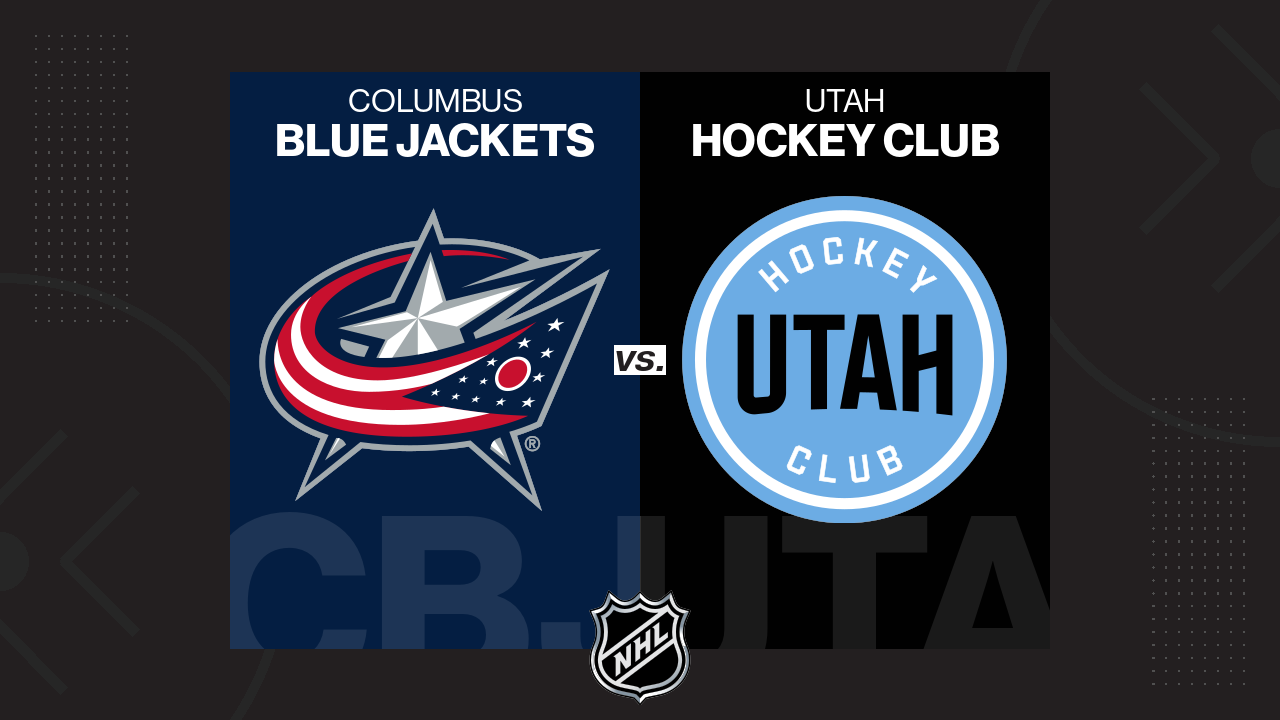 COLUMBUS
BLUE JACKETS
UTAH
HOCKEY CLUB
HOCKEY
UTAH
CLUB
®
vs.
CBJ
UTA
NHL